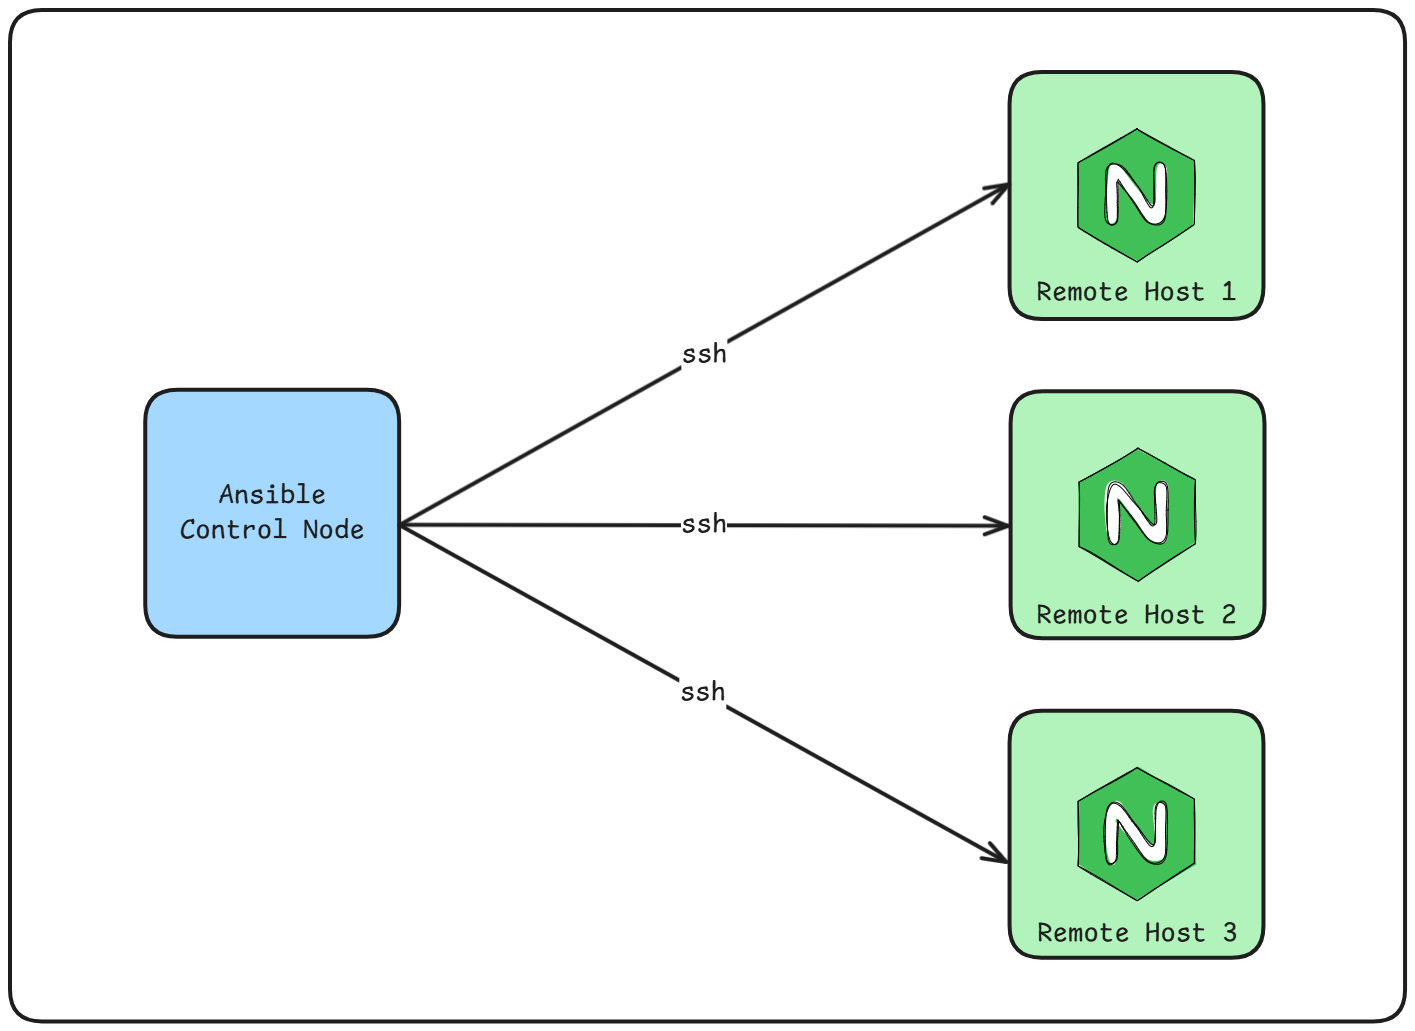 N
Remote Host 1
ssh
Ansible
Control Node
ssh
N
Remote Host 2
ssh
N
Remote Host 3